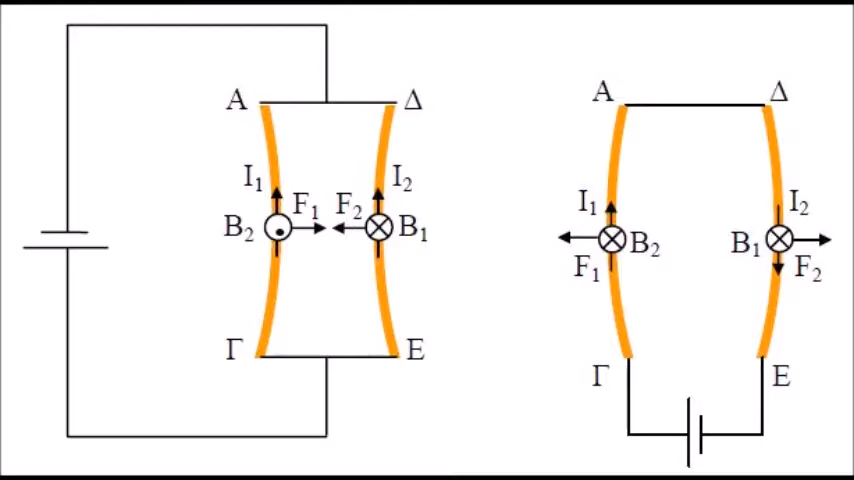 Α Δ
I₁ I₂
F₁ F₂
B₂ B₁
Γ Ε
Α Δ
I₁ I₂
B₂ B₁
F₁ F₂
Γ Ε